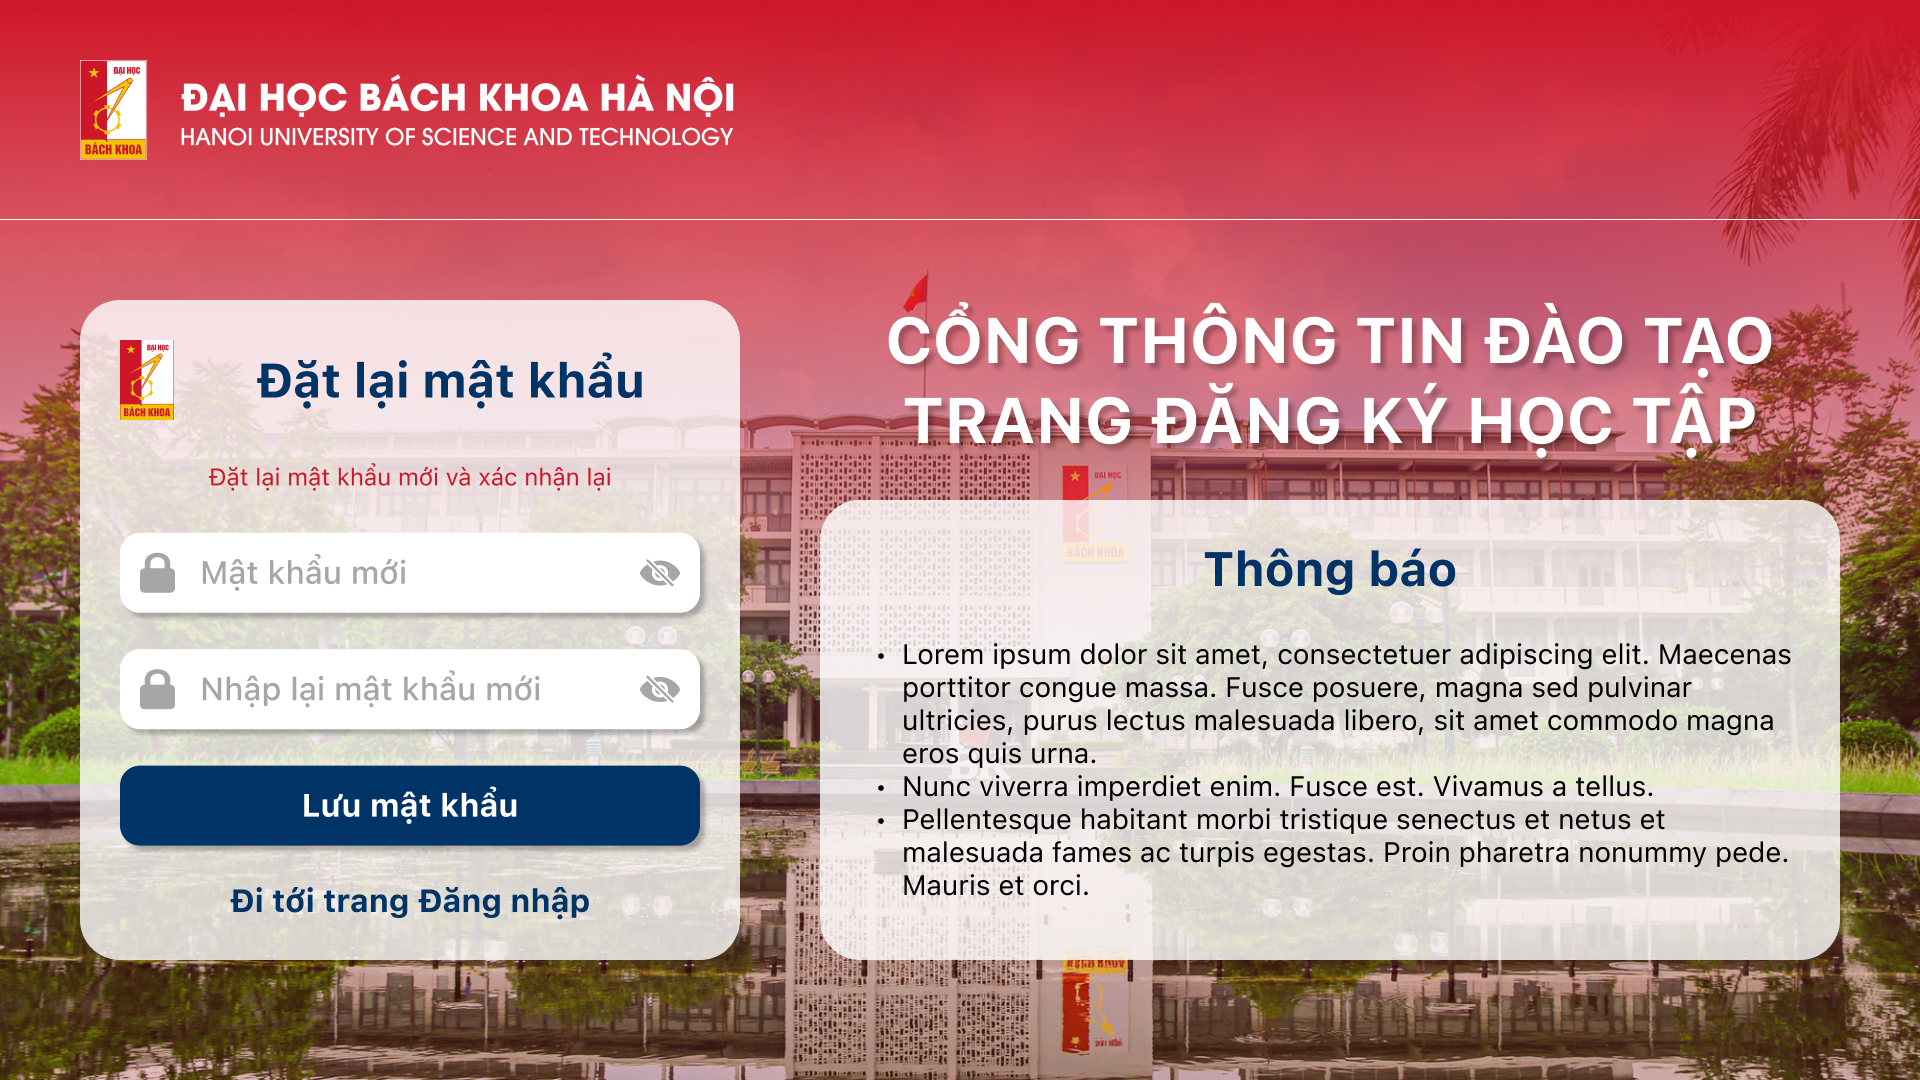 ĐẠI HỌC
BÁCH KHOA
ĐẠI HỌC BÁCH KHOA HÀ NỘI
HANOI UNIVERSITY OF SCIENCE AND TECHNOLOGY
ĐẠI HỌC
BÁCH KHOA
Đặt lại mật khẩu
Đặt lại mật khẩu mới và xác nhận lại
Mật khẩu mới
Nhập lại mật khẩu mới
Lưu mật khẩu
Đi tới trang Đăng nhập
CỔNG THÔNG TIN ĐÀO TẠO
TRANG ĐĂNG KÝ HỌC TẬP
ĐẠI HỌC
BÁCH KHOA
Thông báo
• Lorem ipsum dolor sit amet, consectetuer adipiscing elit. Maecenas
porttitor congue massa. Fusce posuere, magna sed pulvinar
ultricies, purus lectus malesuada libero, sit amet commodo magna
eros quis urna.
• Nunc viverra imperdiet enim. Fusce est. Vivamus a tellus.
• Pellentesque habitant morbi tristique senectus et netus et
malesuada fames ac turpis egestas. Proin pharetra nonummy pede.
Mauris et orci.